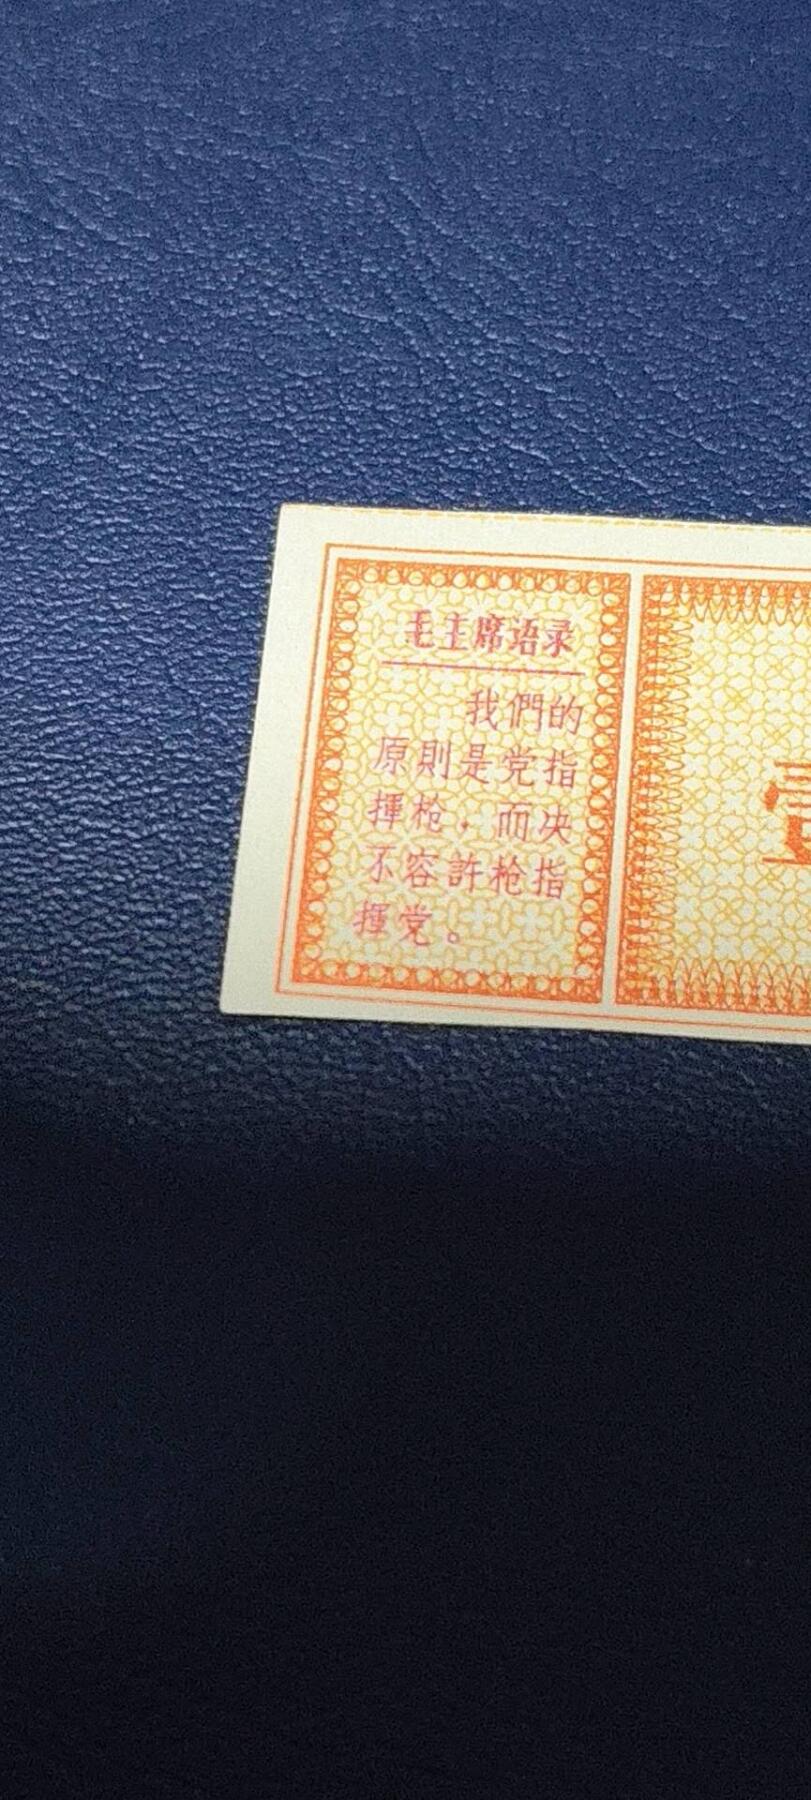 毛主席语录
我們的
原則是党指
揮枪，而决
不容許枪指
揮党。
壹